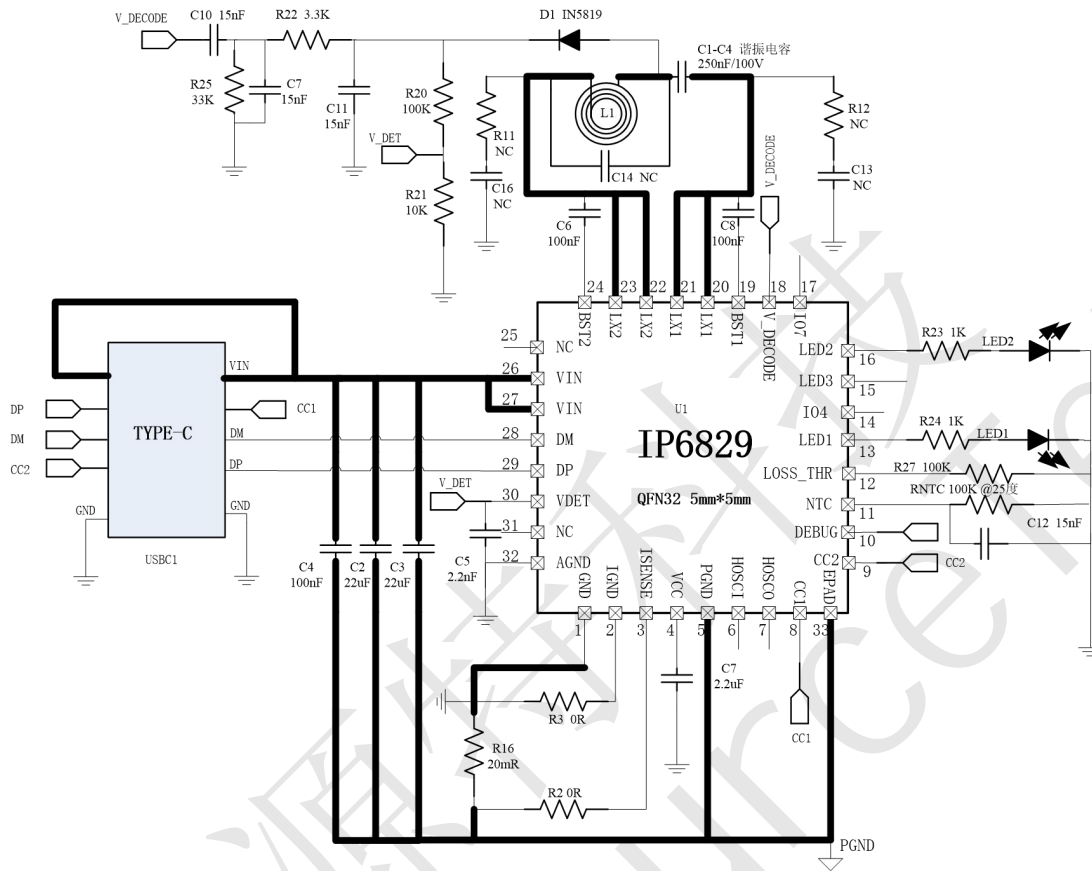 C10 15nF
R22 3.3K
D1 IN5819
V_DECODE
C1-C4 谐振电容
250nF/100V
R25
33K
C7
15nF
C11
15nF
R20
100K
V_DET
R21
10K
R11
NC
C16
NC
L1
C14 NC
R12
NC
C13
NC
V_DECODE
C6
100nF
C8
100nF
24
23
22
21
20
19
18
17
BST2
LX2
LX2
LX1
LX1
BST1
V_DECODE
IO7
25
NC
26
VIN
27
VIN
28
DM
29
DP
30
VDET
31
NC
32
AGND
LED2
16
LED3
15
IO4
14
LED1
13
LOSS_THR
12
NTC
11
DEBUG
10
CC2
9
U1
IP6829
QFN32 5mm*5mm
R23 1K
LED2
R24 1K
LED1
R27 100K
RNTC 100K @25度
C12 15nF
CC2
VIN
DP
DM
CC2
TYPE-C
CC1
DM
DP
GND
GND
USBC1
V_DET
C5
2.2nF
C4
100nF
C2
22uF
C3
22uF
GND
IGND
ISENSE
VCC
PGND
HOSCI
HOSCO
CC1
EPAD
1
2
3
4
5
6
7
8
33
C7
2.2uF
R3 0R
R16
20mR
R2 0R
CC1
PGND
源特科技